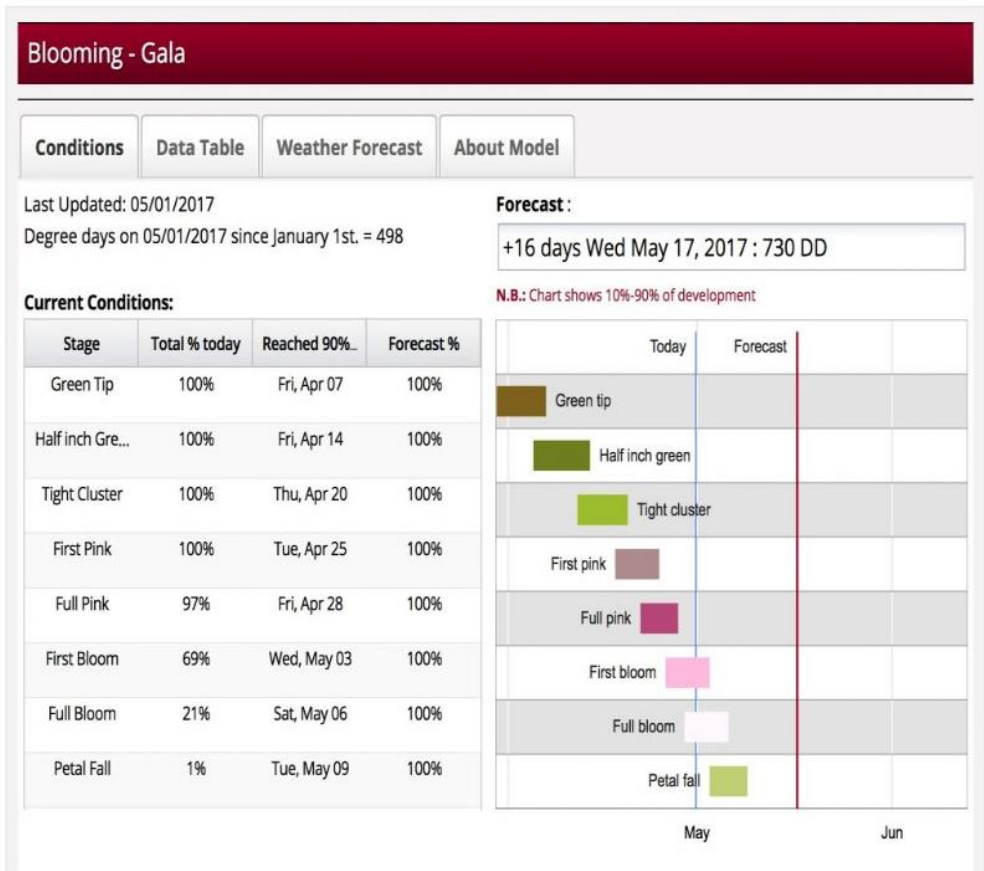 Blooming - Gala
Conditions Data Table Weather Forecast About Model
Last Updated: 05/01/2017
Degree days on 05/01/2017 since January 1st. = 498
Forecast :
+16 days Wed May 17, 2017 : 730 DD
N.B.: Chart shows 10%-90% of development
Current Conditions:
Stage Total % today Reached 90%... Forecast %
Green Tip 100% Fri, Apr 07 100%
Half inch Gre... 100% Fri, Apr 14 100%
Tight Cluster 100% Thu, Apr 20 100%
First Pink 100% Tue, Apr 25 100%
Full Pink 97% Fri, Apr 28 100%
First Bloom 69% Wed, May 03 100%
Full Bloom 21% Sat, May 06 100%
Petal Fall 1% Tue, May 09 100%
Today Forecast
Green tip
Half inch green
Tight cluster
First pink
Full pink
First bloom
Full bloom
Petal fall
May Jun